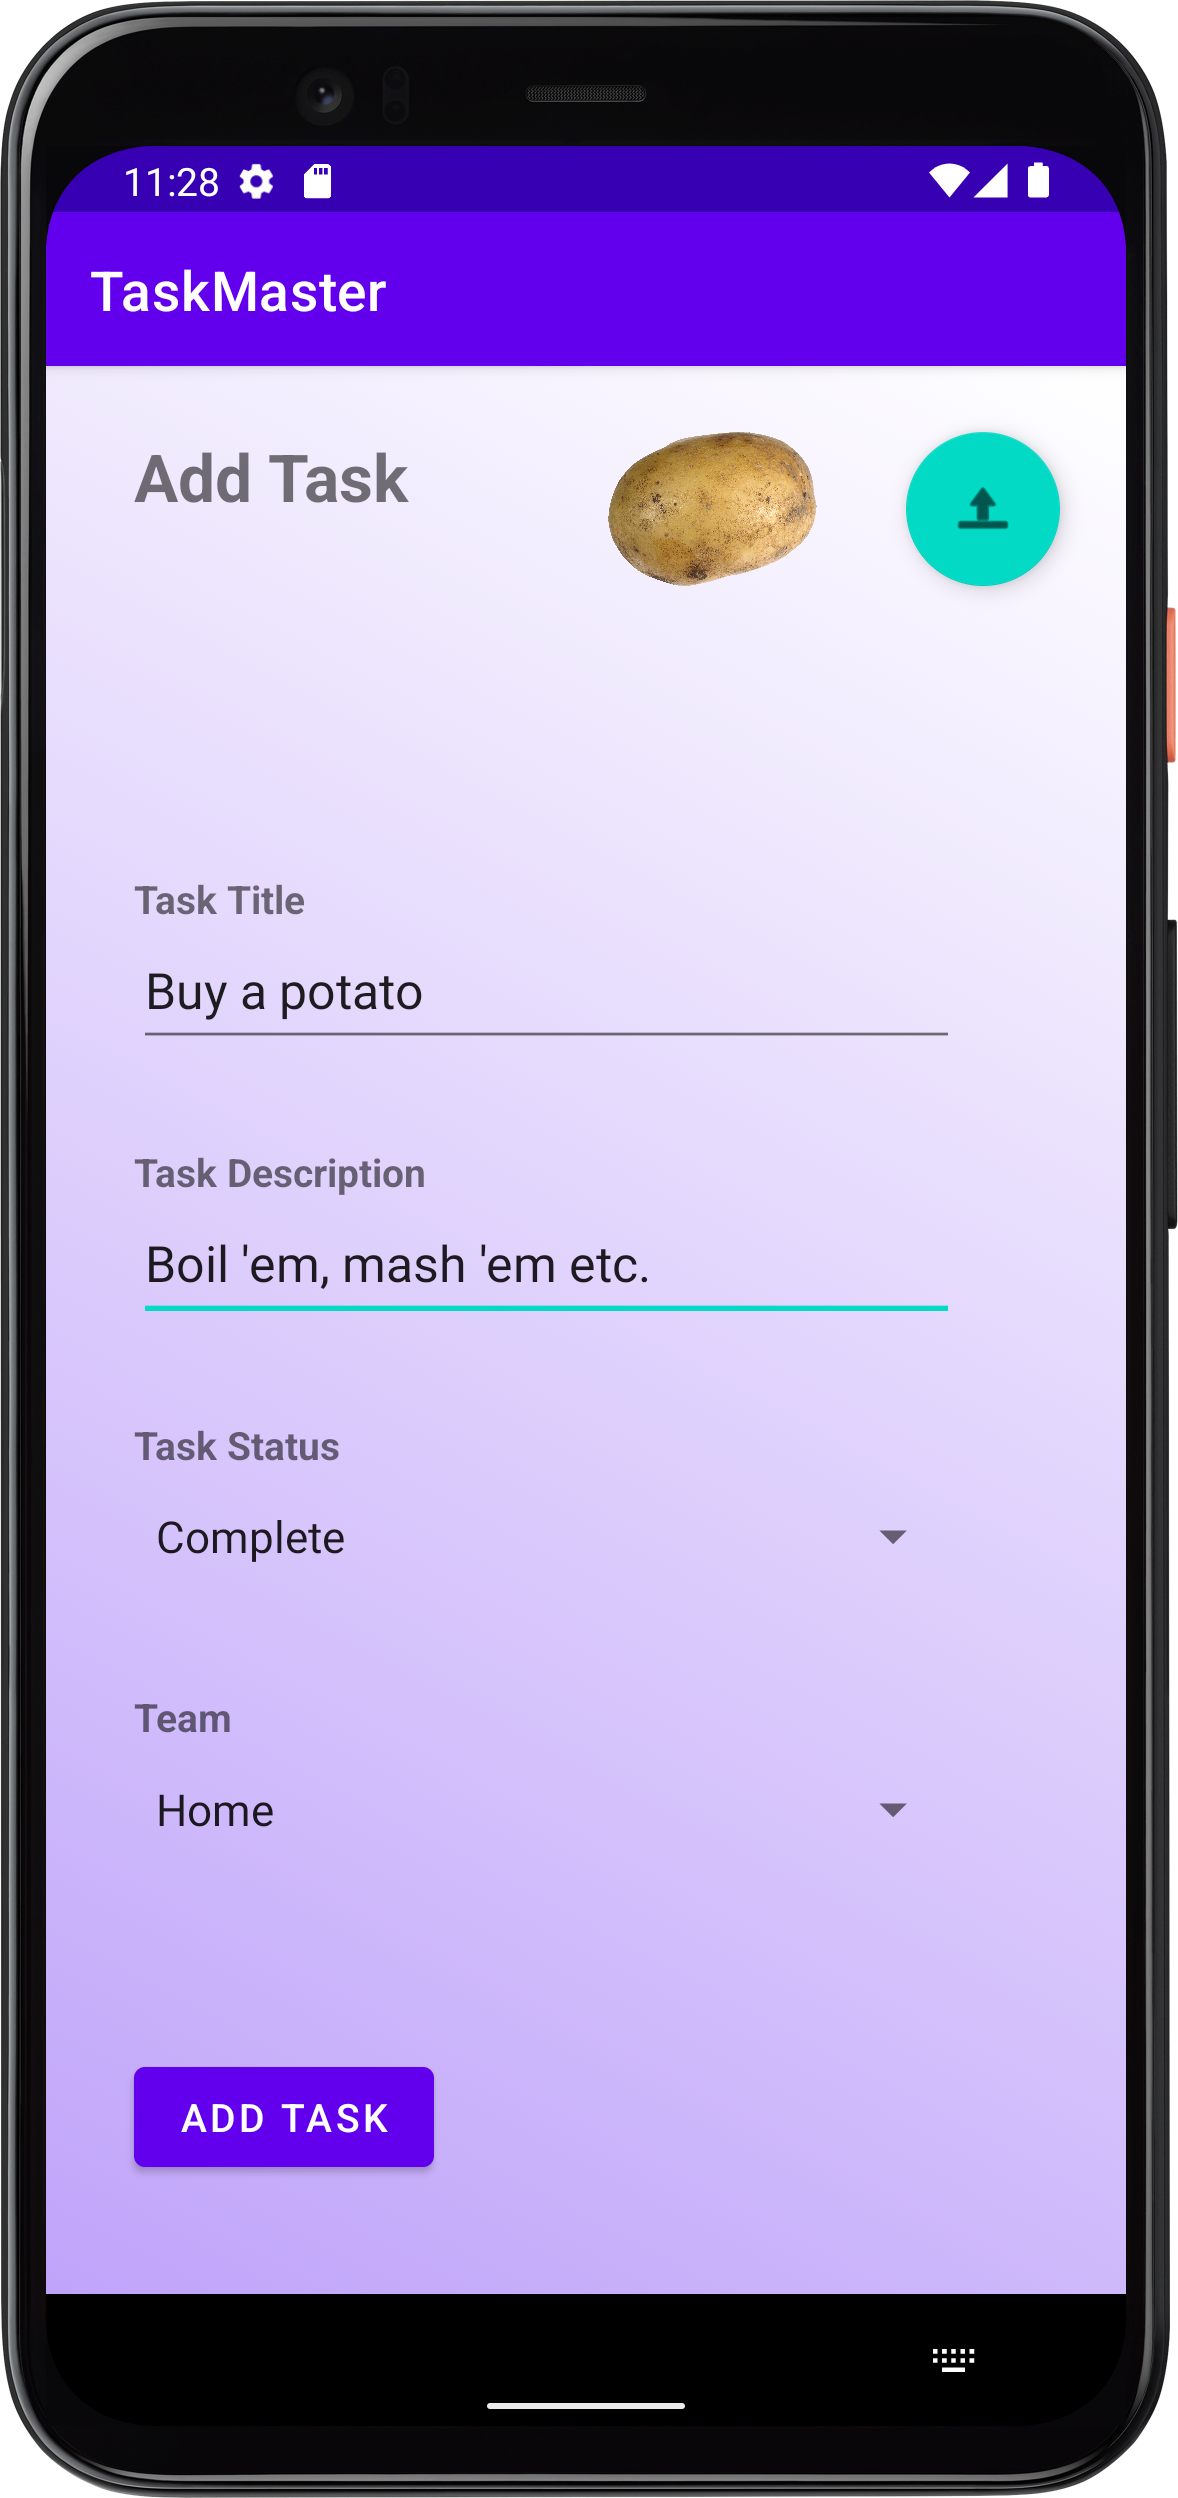 11:28
TaskMaster
Add Task
Task Title
Buy a potato
Task Description
Boil 'em, mash 'em etc.
Task Status
Complete
Team
Home
ADD TASK